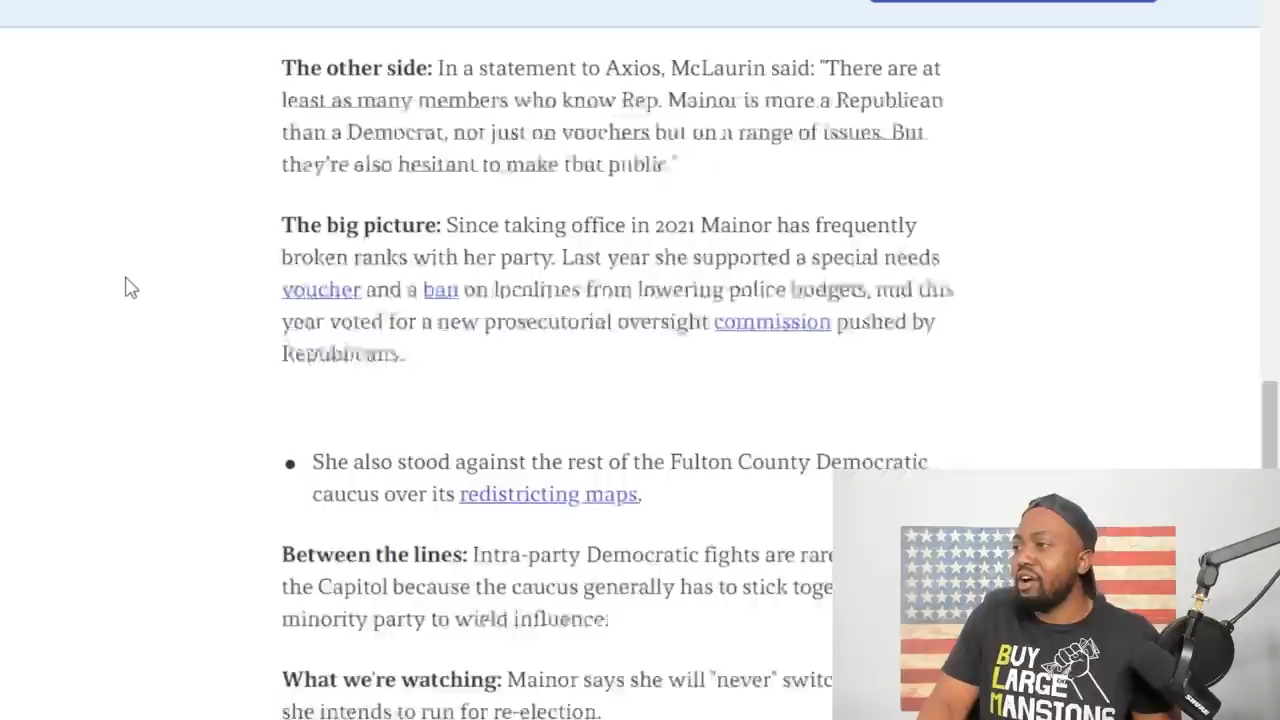 The other side: In a statement to Axios, McLaurin said: "There are at
least as many members who know Rep. Mainor is more a Republican
than a Democrat, not just on vouchers but on a range of issues. But
they're also hesitant to make that public."
The big picture: Since taking office in 2021 Mainor has frequently
broken ranks with her party. Last year she supported a special needs
voucher and a ban on localities from lowering police budgets, and this
year voted for a new prosecutorial oversight commission pushed by
Republicans.
• She also stood against the rest of the Fulton County Democratic
caucus over its redistricting maps.
Between the lines: Intra-party Democratic fights are rare
the Capitol because the caucus generally has to stick toge
minority party to wield influence.
What we're watching: Mainor says she will "never" switc
she intends to run for re-election.
BUY
LARGE
MANSIONS
SHURE